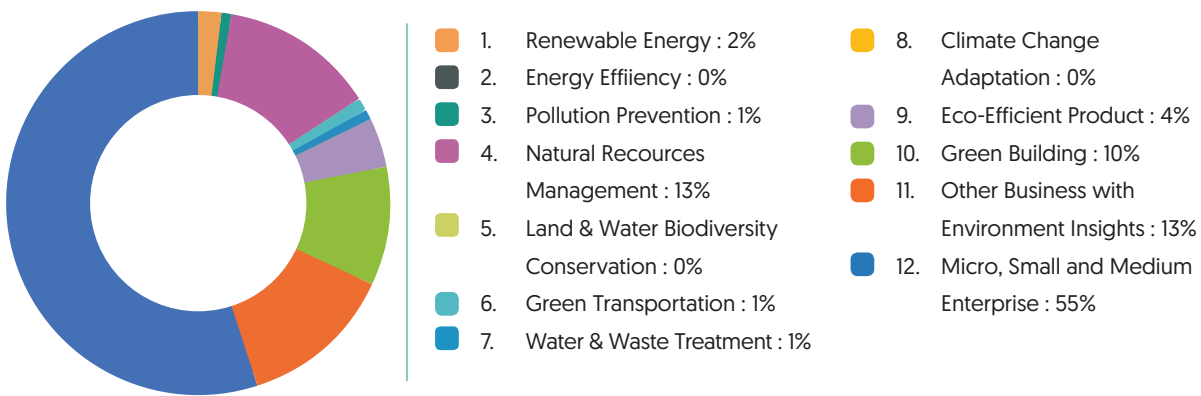 1. Renewable Energy : 2%
2. Energy Effiiency : 0%
3. Pollution Prevention : 1%
4. Natural Recources
Management : 13%
5. Land & Water Biodiversity
Conservation : 0%
6. Green Transportation : 1%
7. Water & Waste Treatment : 1%
8. Climate Change
Adaptation : 0%
9. Eco-Efficient Product : 4%
10. Green Building : 10%
11. Other Business with
Environment Insights : 13%
12. Micro, Small and Medium
Enterprise : 55%